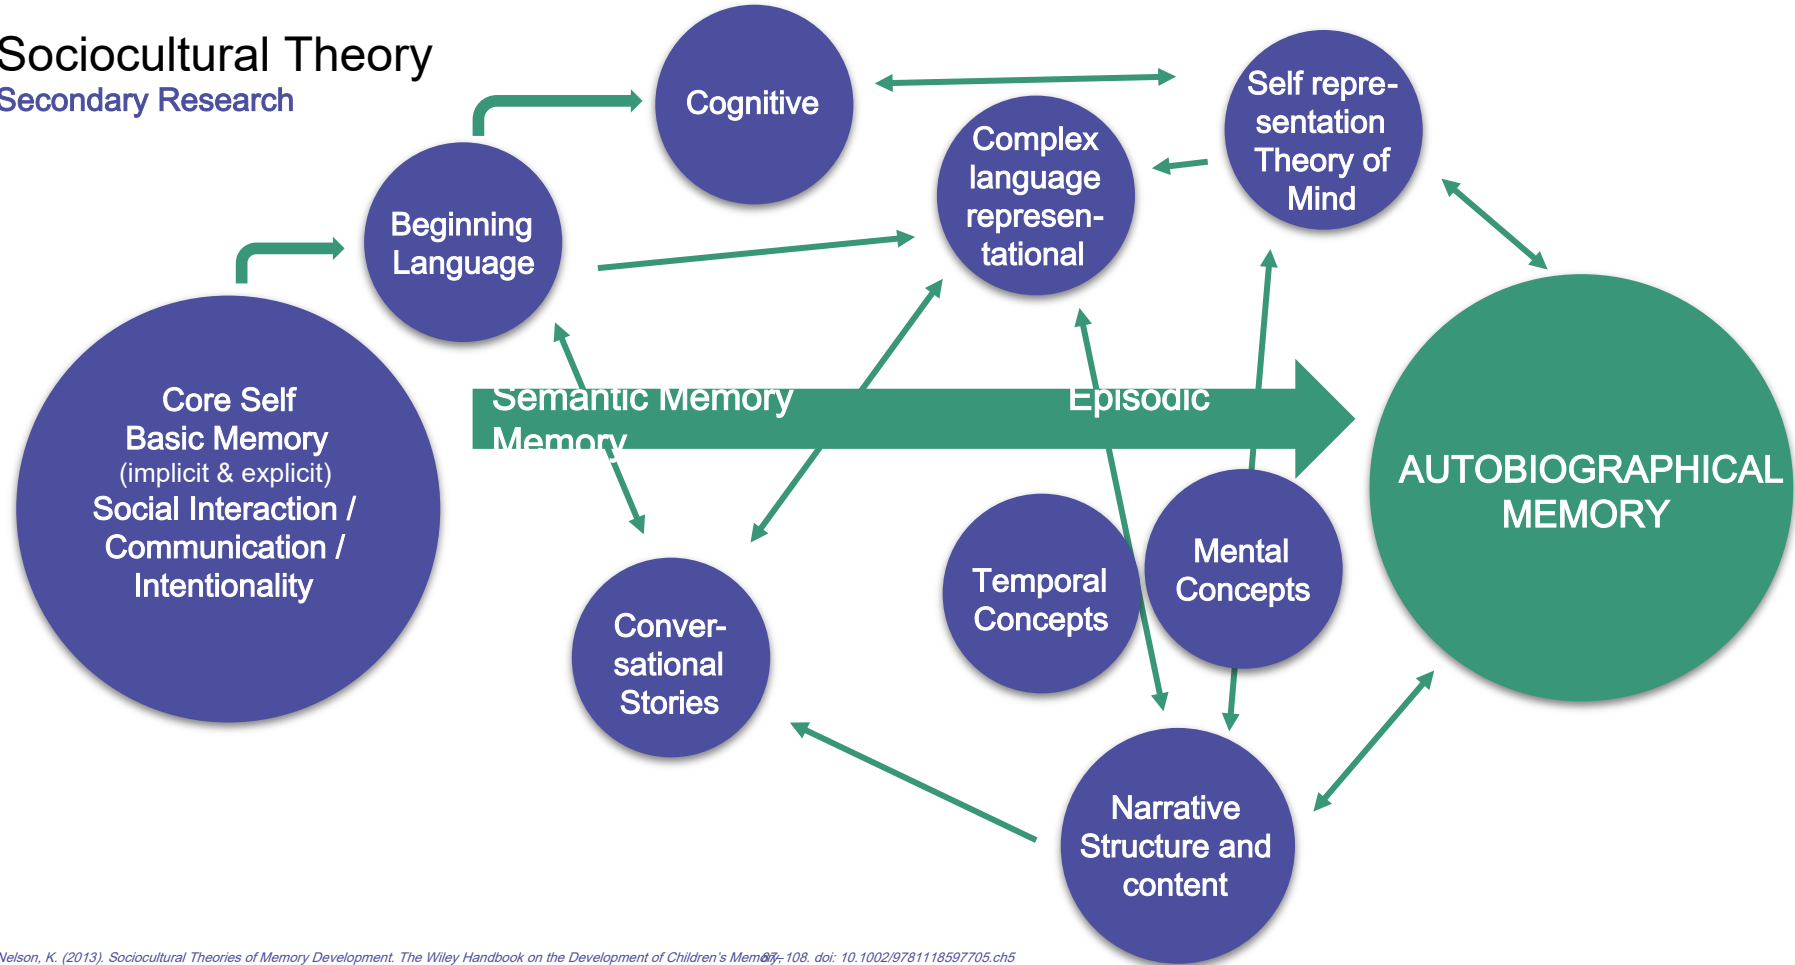 Sociocultural Theory
Secondary Research
Cognitive
Self repre-
sentation
Theory of
Mind
Complex
language
represen-
tational
Beginning
Language
Core Self
Basic Memory
(implicit & explicit)
Social Interaction /
Communication /
Intentionality
Semantic Memory Episodic
Memory
AUTOBIOGRAPHICAL
MEMORY
Temporal
Concepts
Mental
Concepts
Conver-
sational
Stories
Narrative
Structure and
content
Nelson, K. (2013). Sociocultural Theories of Memory Development. The Wiley Handbook on the Development of Children's Memory, 87–108. doi: 10.1002/9781118597705.ch5